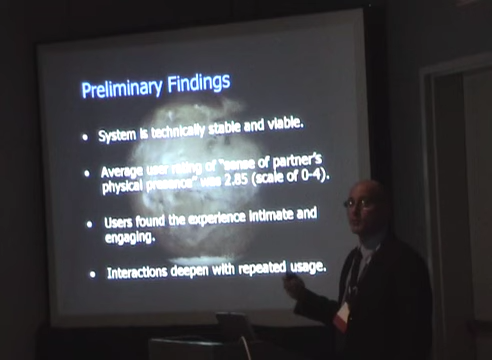 Preliminary Findings
• System is technically stable and viable.
• Average user rating of "sense of partner's
physical presence" was 2.85 (scale of 0-4).
• Users found the experience intimate and
engaging.
• Interactions deepen with repeated usage.